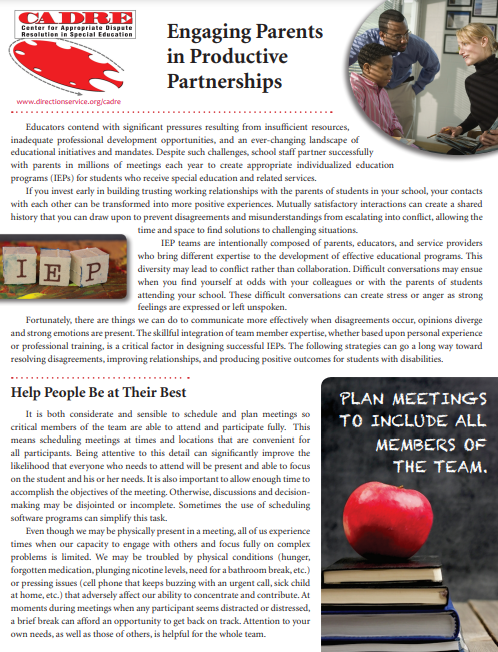 CADRE
Center for Appropriate Dispute
Resolution in Special Education
www.directionservice.org/cadre
Engaging Parents
in Productive
Partnerships
Educators contend with significant pressures resulting from insufficient resources,
inadequate professional development opportunities, and an ever-changing landscape of
educational initiatives and mandates. Despite such challenges, school staff partner successfully
with parents in millions of meetings each year to create appropriate individualized education
programs (IEPs) for students who receive special education and related services.
If you invest early in building trusting working relationships with the parents of students in your school, your contacts
with each other can be transformed into more positive experiences. Mutually satisfactory interactions can create a shared
history that you can draw upon to prevent disagreements and misunderstandings from escalating into conflict, allowing the
time and space to find solutions to challenging situations.
IEP
IEP teams are intentionally composed of parents, educators, and service providers
who bring different expertise to the development of effective educational programs. This
diversity may lead to conflict rather than collaboration. Difficult conversations may ensue
when you find yourself at odds with your colleagues or with the parents of students
attending your school. These difficult conversations can create stress or anger as strong
feelings are expressed or left unspoken.
Fortunately, there are things we can do to communicate more effectively when disagreements occur, opinions diverge
and strong emotions are present. The skillful integration of team member expertise, whether based upon personal experience
or professional training, is a critical factor in designing successful IEPs. The following strategies can go a long way toward
resolving disagreements, improving relationships, and producing positive outcomes for students with disabilities.
Help People Be at Their Best
It is both considerate and sensible to schedule and plan meetings so
critical members of the team are able to attend and participate fully. This
means scheduling meetings at times and locations that are convenient for
all participants. Being attentive to this detail can significantly improve the
likelihood that everyone who needs to attend will be present and able to focus
on the student and his or her needs. It is also important to allow enough time to
accomplish the objectives of the meeting. Otherwise, discussions and decision-
making may be disjointed or incomplete. Sometimes the use of scheduling
software programs can simplify this task.
Even though we may be physically present in a meeting, all of us experience
times when our capacity to engage with others and focus fully on complex
problems is limited. We may be troubled by physical conditions (hunger,
forgotten medication, plunging nicotine levels, need for a bathroom break, etc.)
or pressing issues (cell phone that keeps buzzing with an urgent call, sick child
at home, etc.) that adversely affect our ability to concentrate and contribute. At
moments during meetings when any participant seems distracted or distressed,
a brief break can afford an opportunity to get back on track. Attention to your
own needs, as well as those of others, is helpful for the whole team.
PLAN MEETINGS
TO INCLUDE ALL
MEMBERS OF
THE TEAM.